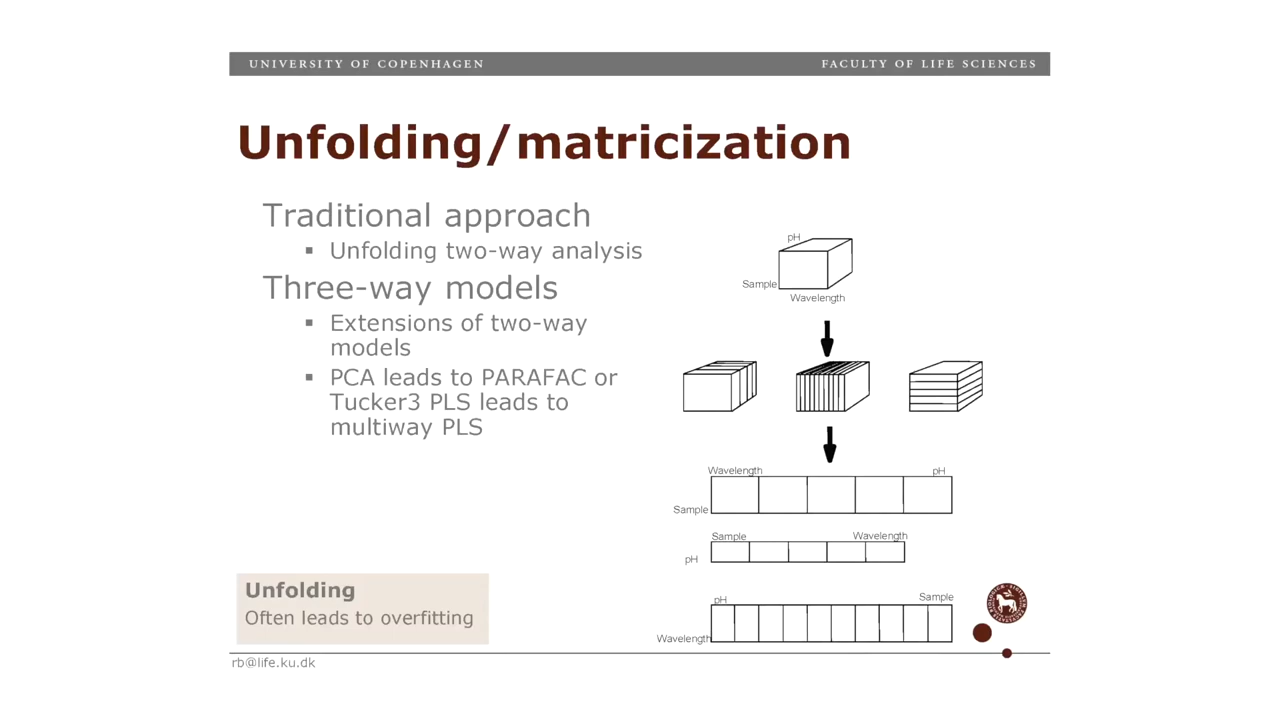 UNIVERSITY OF COPENHAGEN
FACULTY OF LIFE SCIENCES
Unfolding/matricization
Traditional approach
▪ Unfolding two-way analysis
Three-way models
▪ Extensions of two-way
models
▪ PCA leads to PARAFAC or
Tucker3 PLS leads to
multiway PLS
pH
Sample
Wavelength
Wavelength
pH
Sample
Sample
Wavelength
pH
pH
Sample
Wavelength
Unfolding
Often leads to overfitting
rb@life.ku.dk